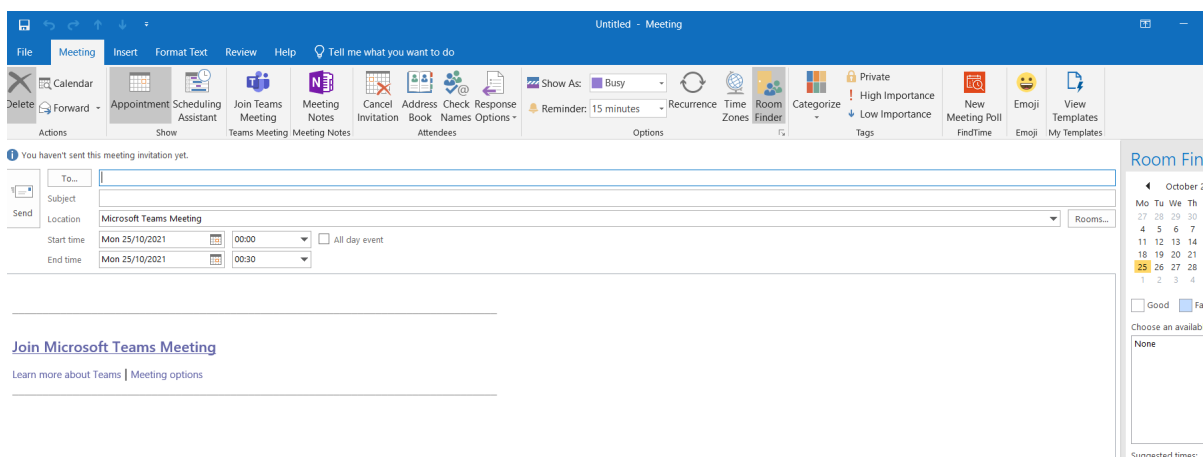 Untitled - Meeting
File Meeting Insert Format Text Review Help Tell me what you want to do
Delete
Calendar
Forward
Actions
Appointment
Scheduling
Assistant
Show
Join Teams
Meeting
Teams Meeting
Meeting
Notes
Meeting Notes
Cancel
Invitation
Address
Book
Check
Names
Response
Options
Attendees
Show As: Busy
Reminder: 15 minutes
Recurrence
Time
Zones
Room
Finder
Options
Categorize
Private
High Importance
Low Importance
Tags
New
Meeting Poll
FindTime
Emoji
Emoji
View
Templates
My Templates
You haven't sent this meeting invitation yet.
Send
To...
Subject
Location Microsoft Teams Meeting Rooms...
Start time Mon 25/10/2021 00:00 All day event
End time Mon 25/10/2021 00:30
Join Microsoft Teams Meeting
Learn more about Teams | Meeting options
Room Fin
October 2
Mo Tu We Th
27 28 29 30
4 5 6 7
11 12 13 14
18 19 20 21
25 26 27 28
1 2 3 4
Good Fa
Choose an availab
None
Suggested times: